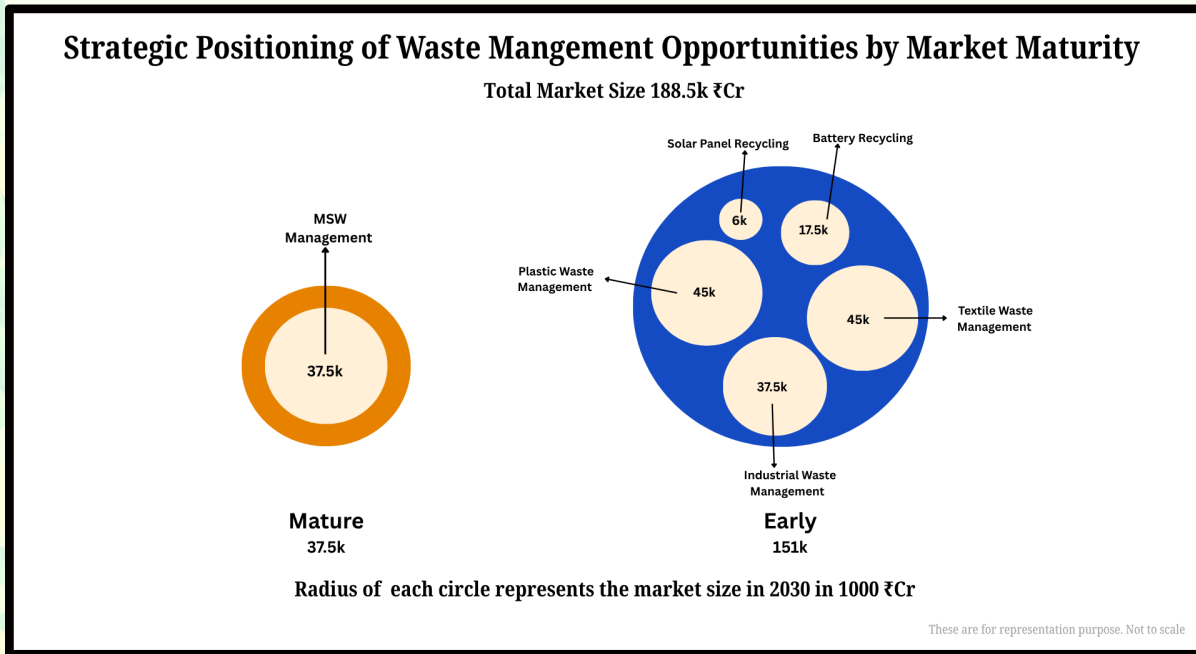 Strategic Positioning of Waste Mangement Opportunities by Market Maturity
Total Market Size 188.5k ₹Cr
MSW
Management
37.5k
Mature
37.5k
Solar Panel Recycling
Battery Recycling
6k
17.5k
Plastic Waste
Management
45k
45k
Textile Waste
Management
37.5k
Industrial Waste
Management
Early
151k
Radius of each circle represents the market size in 2030 in 1000 ₹Cr
These are for representation purpose. Not to scale